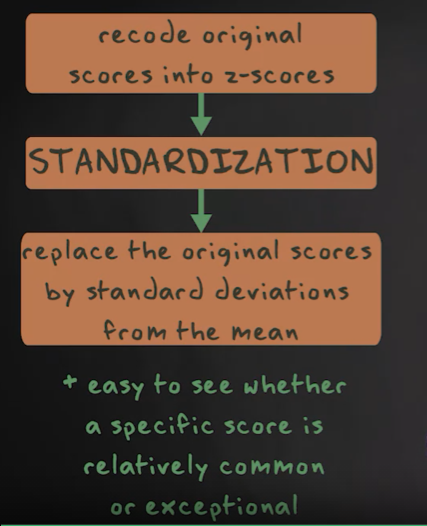 recode original
scores into z-scores
STANDARDIZATION
replace the original scores
by standard deviations
from the mean
+ easy to see whether
a specific score is
relatively common
or exceptional